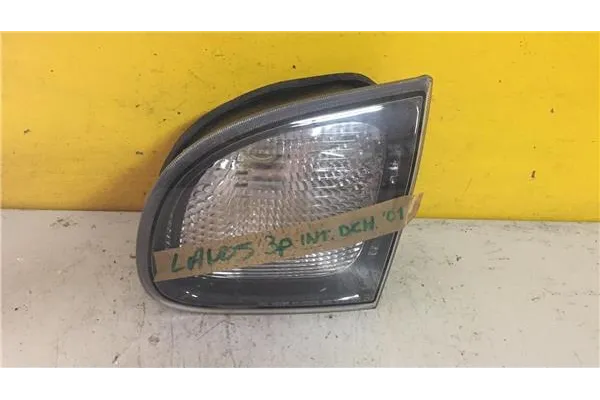 LANOS 3P INT. DCH. '01